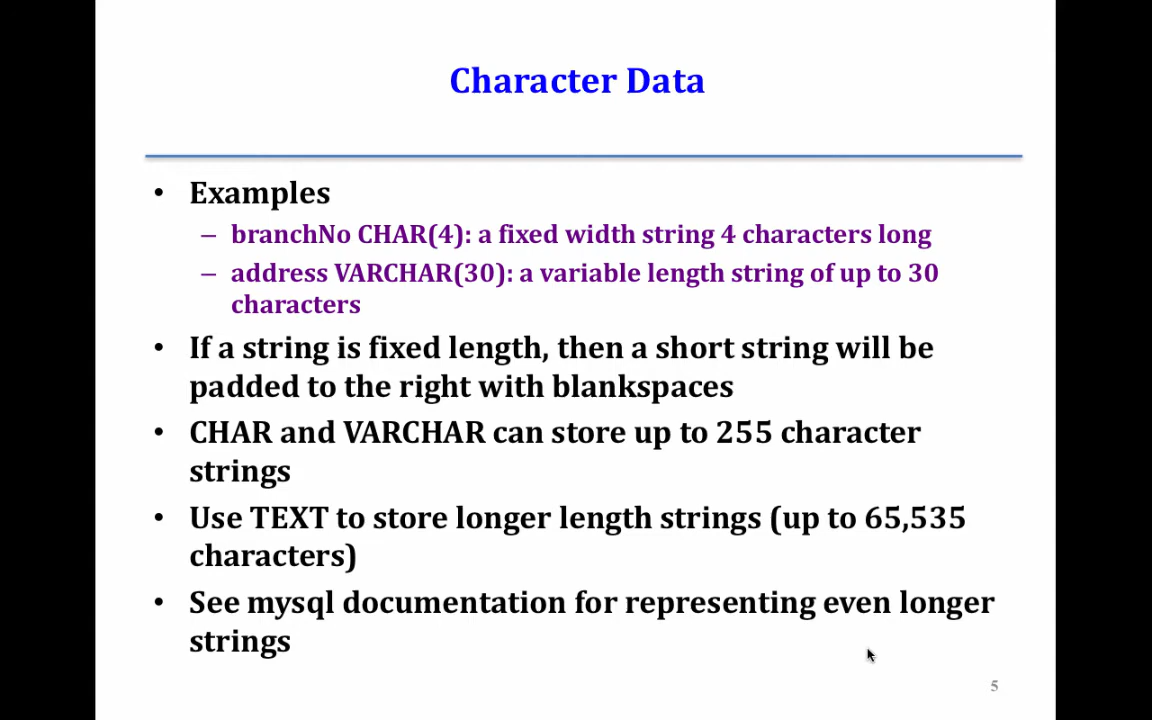 Character Data
• Examples
– branchNo CHAR(4): a fixed width string 4 characters long
– address VARCHAR(30): a variable length string of up to 30
characters
• If a string is fixed length, then a short string will be
padded to the right with blankspaces
• CHAR and VARCHAR can store up to 255 character
strings
• Use TEXT to store longer length strings (up to 65,535
characters)
• See mysql documentation for representing even longer
strings
5